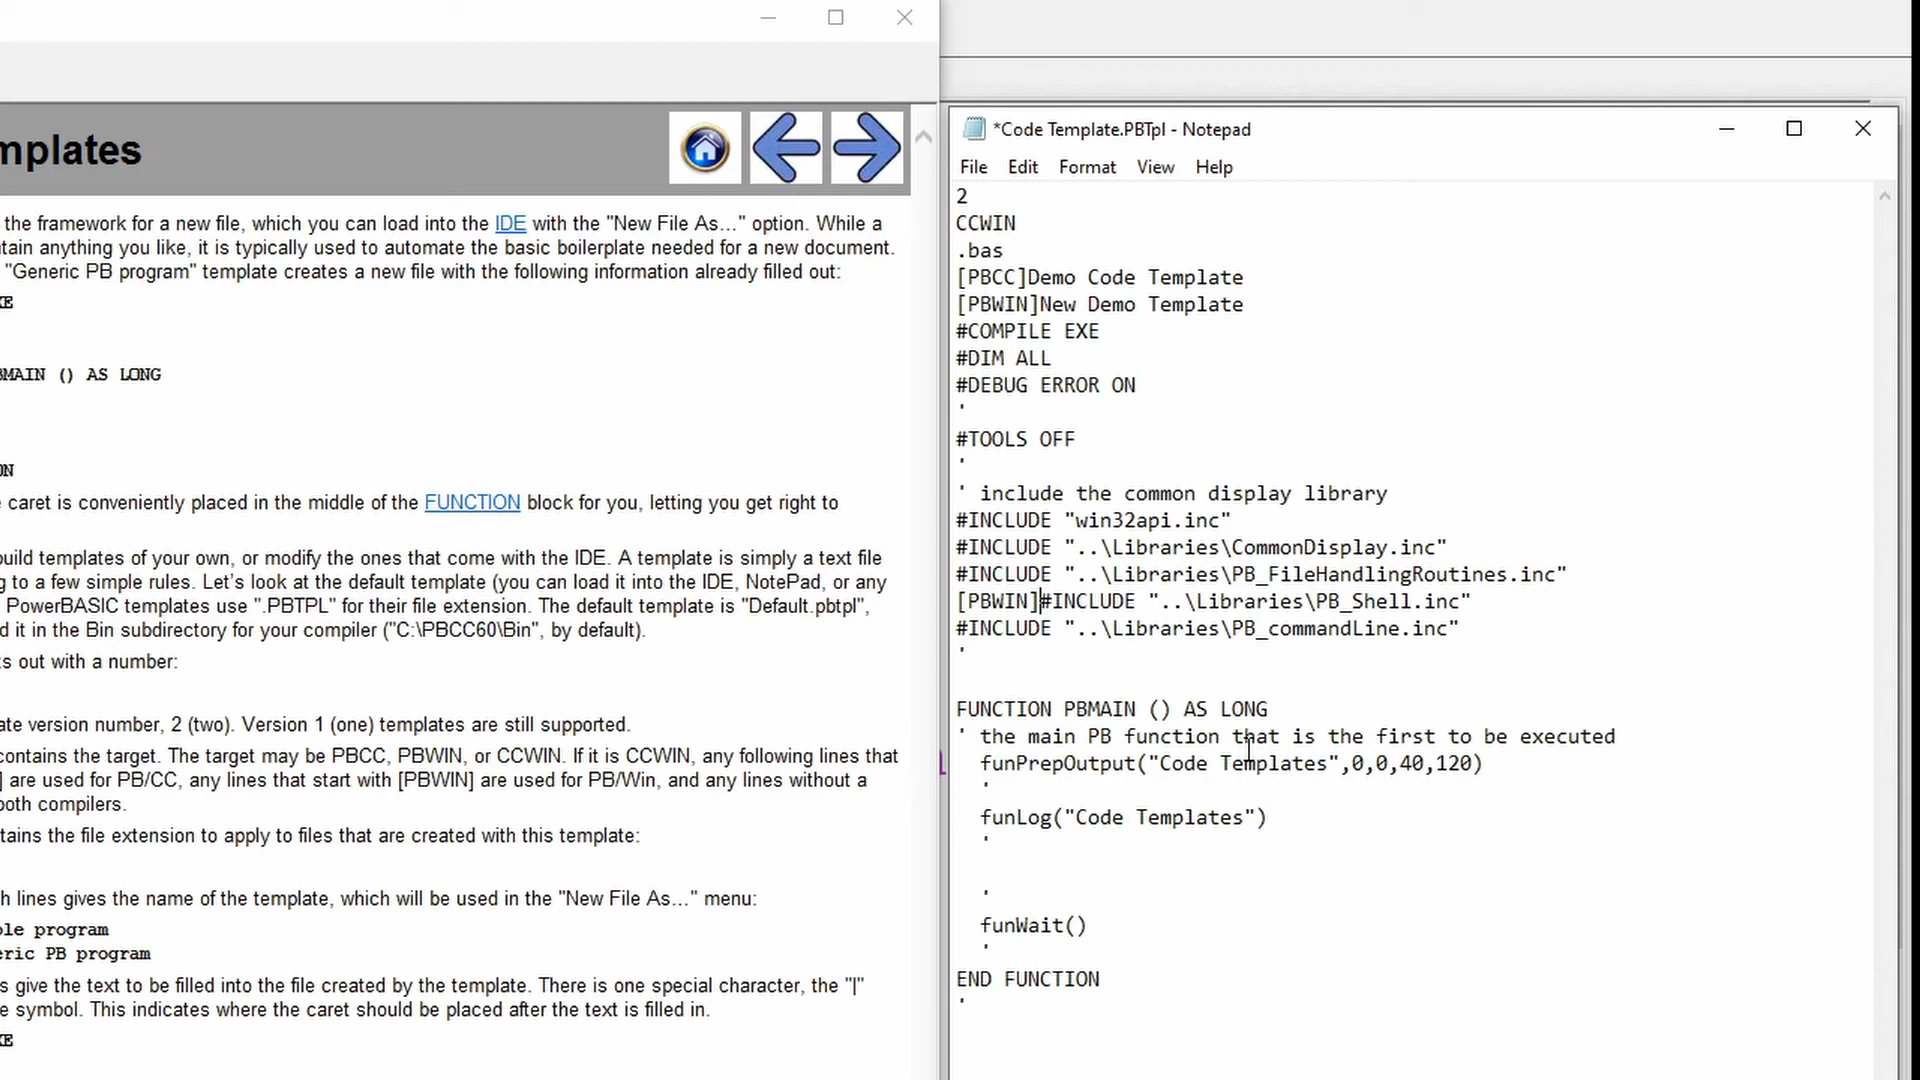 mplates
the framework for a new file, which you can load into the IDE with the "New File As..." option. While a
tain anything you like, it is typically used to automate the basic boilerplate needed for a new document.
"Generic PB program" template creates a new file with the following information already filled out:
XE
BMAIN () AS LONG
ON
e caret is conveniently placed in the middle of the FUNCTION block for you, letting you get right to
build templates of your own, or modify the ones that come with the IDE. A template is simply a text file
g to a few simple rules. Let's look at the default template (you can load it into the IDE, NotePad, or any
PowerBASIC templates use ".PBTPL" for their file extension. The default template is "Default.pbtpl",
d it in the Bin subdirectory for your compiler ("C:\PBCC60\Bin", by default).
ts out with a number:
ate version number, 2 (two). Version 1 (one) templates are still supported.
contains the target. The target may be PBCC, PBWIN, or CCWIN. If it is CCWIN, any following lines that
] are used for PB/CC, any lines that start with [PBWIN] are used for PB/Win, and any lines without a
both compilers.
tains the file extension to apply to files that are created with this template:
h lines gives the name of the template, which will be used in the "New File As..." menu:
ole program
eric PB program
s give the text to be filled into the file created by the template. There is one special character, the "|"
e symbol. This indicates where the caret should be placed after the text is filled in.
XE
*Code Template.PBTpl - Notepad
File Edit Format View Help
2
CCWIN
.bas
[PBCC]Demo Code Template
[PBWIN]New Demo Template
#COMPILE EXE
#DIM ALL
#DEBUG ERROR ON
'
#TOOLS OFF
'
' include the common display library
#INCLUDE "win32api.inc"
#INCLUDE "..\Libraries\CommonDisplay.inc"
#INCLUDE "..\Libraries\PB_FileHandlingRoutines.inc"
[PBWIN]#INCLUDE "..\Libraries\PB_Shell.inc"
#INCLUDE "..\Libraries\PB_commandLine.inc"
'
FUNCTION PBMAIN () AS LONG
' the main PB function that is the first to be executed
funPrepOutput("Code Templates",0,0,40,120)
'
funLog("Code Templates")
'
'
funWait()
'
END FUNCTION
'